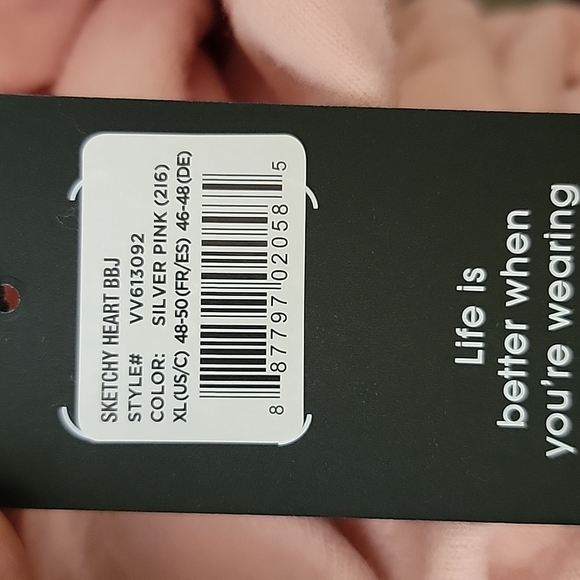 SKETCHY HEART BBJ
STYLE# VV613092
COLOR: SILVER PINK (216)
XL(US/C) 48-50(FR/ES) 46-48(DE)
8 87797 02058 5
Life is
better when
you're wearing